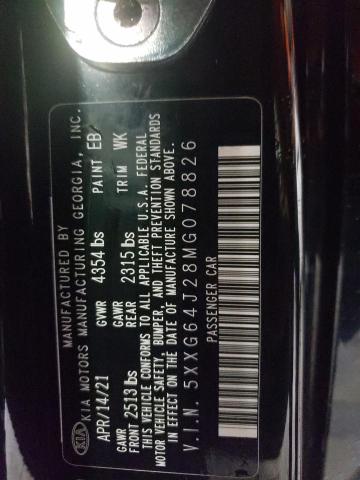 MANUFACTURED BY
KIA KIA MOTORS MANUFACTURING GEORGIA, INC.
APR/14/21 GVWR 4354 lbs PAINT EB
GAWR FRONT 2513 lbs GAWR REAR 2315 lbs TRIM WK
THIS VEHICLE CONFORMS TO ALL APPLICABLE U.S.A. FEDERAL
MOTOR VEHICLE SAFETY, BUMPER, AND THEFT PREVENTION STANDARDS
IN EFFECT ON THE DATE OF MANUFACTURE SHOWN ABOVE.
V.I.N. 5XXG64J28MG078826
PASSENGER CAR